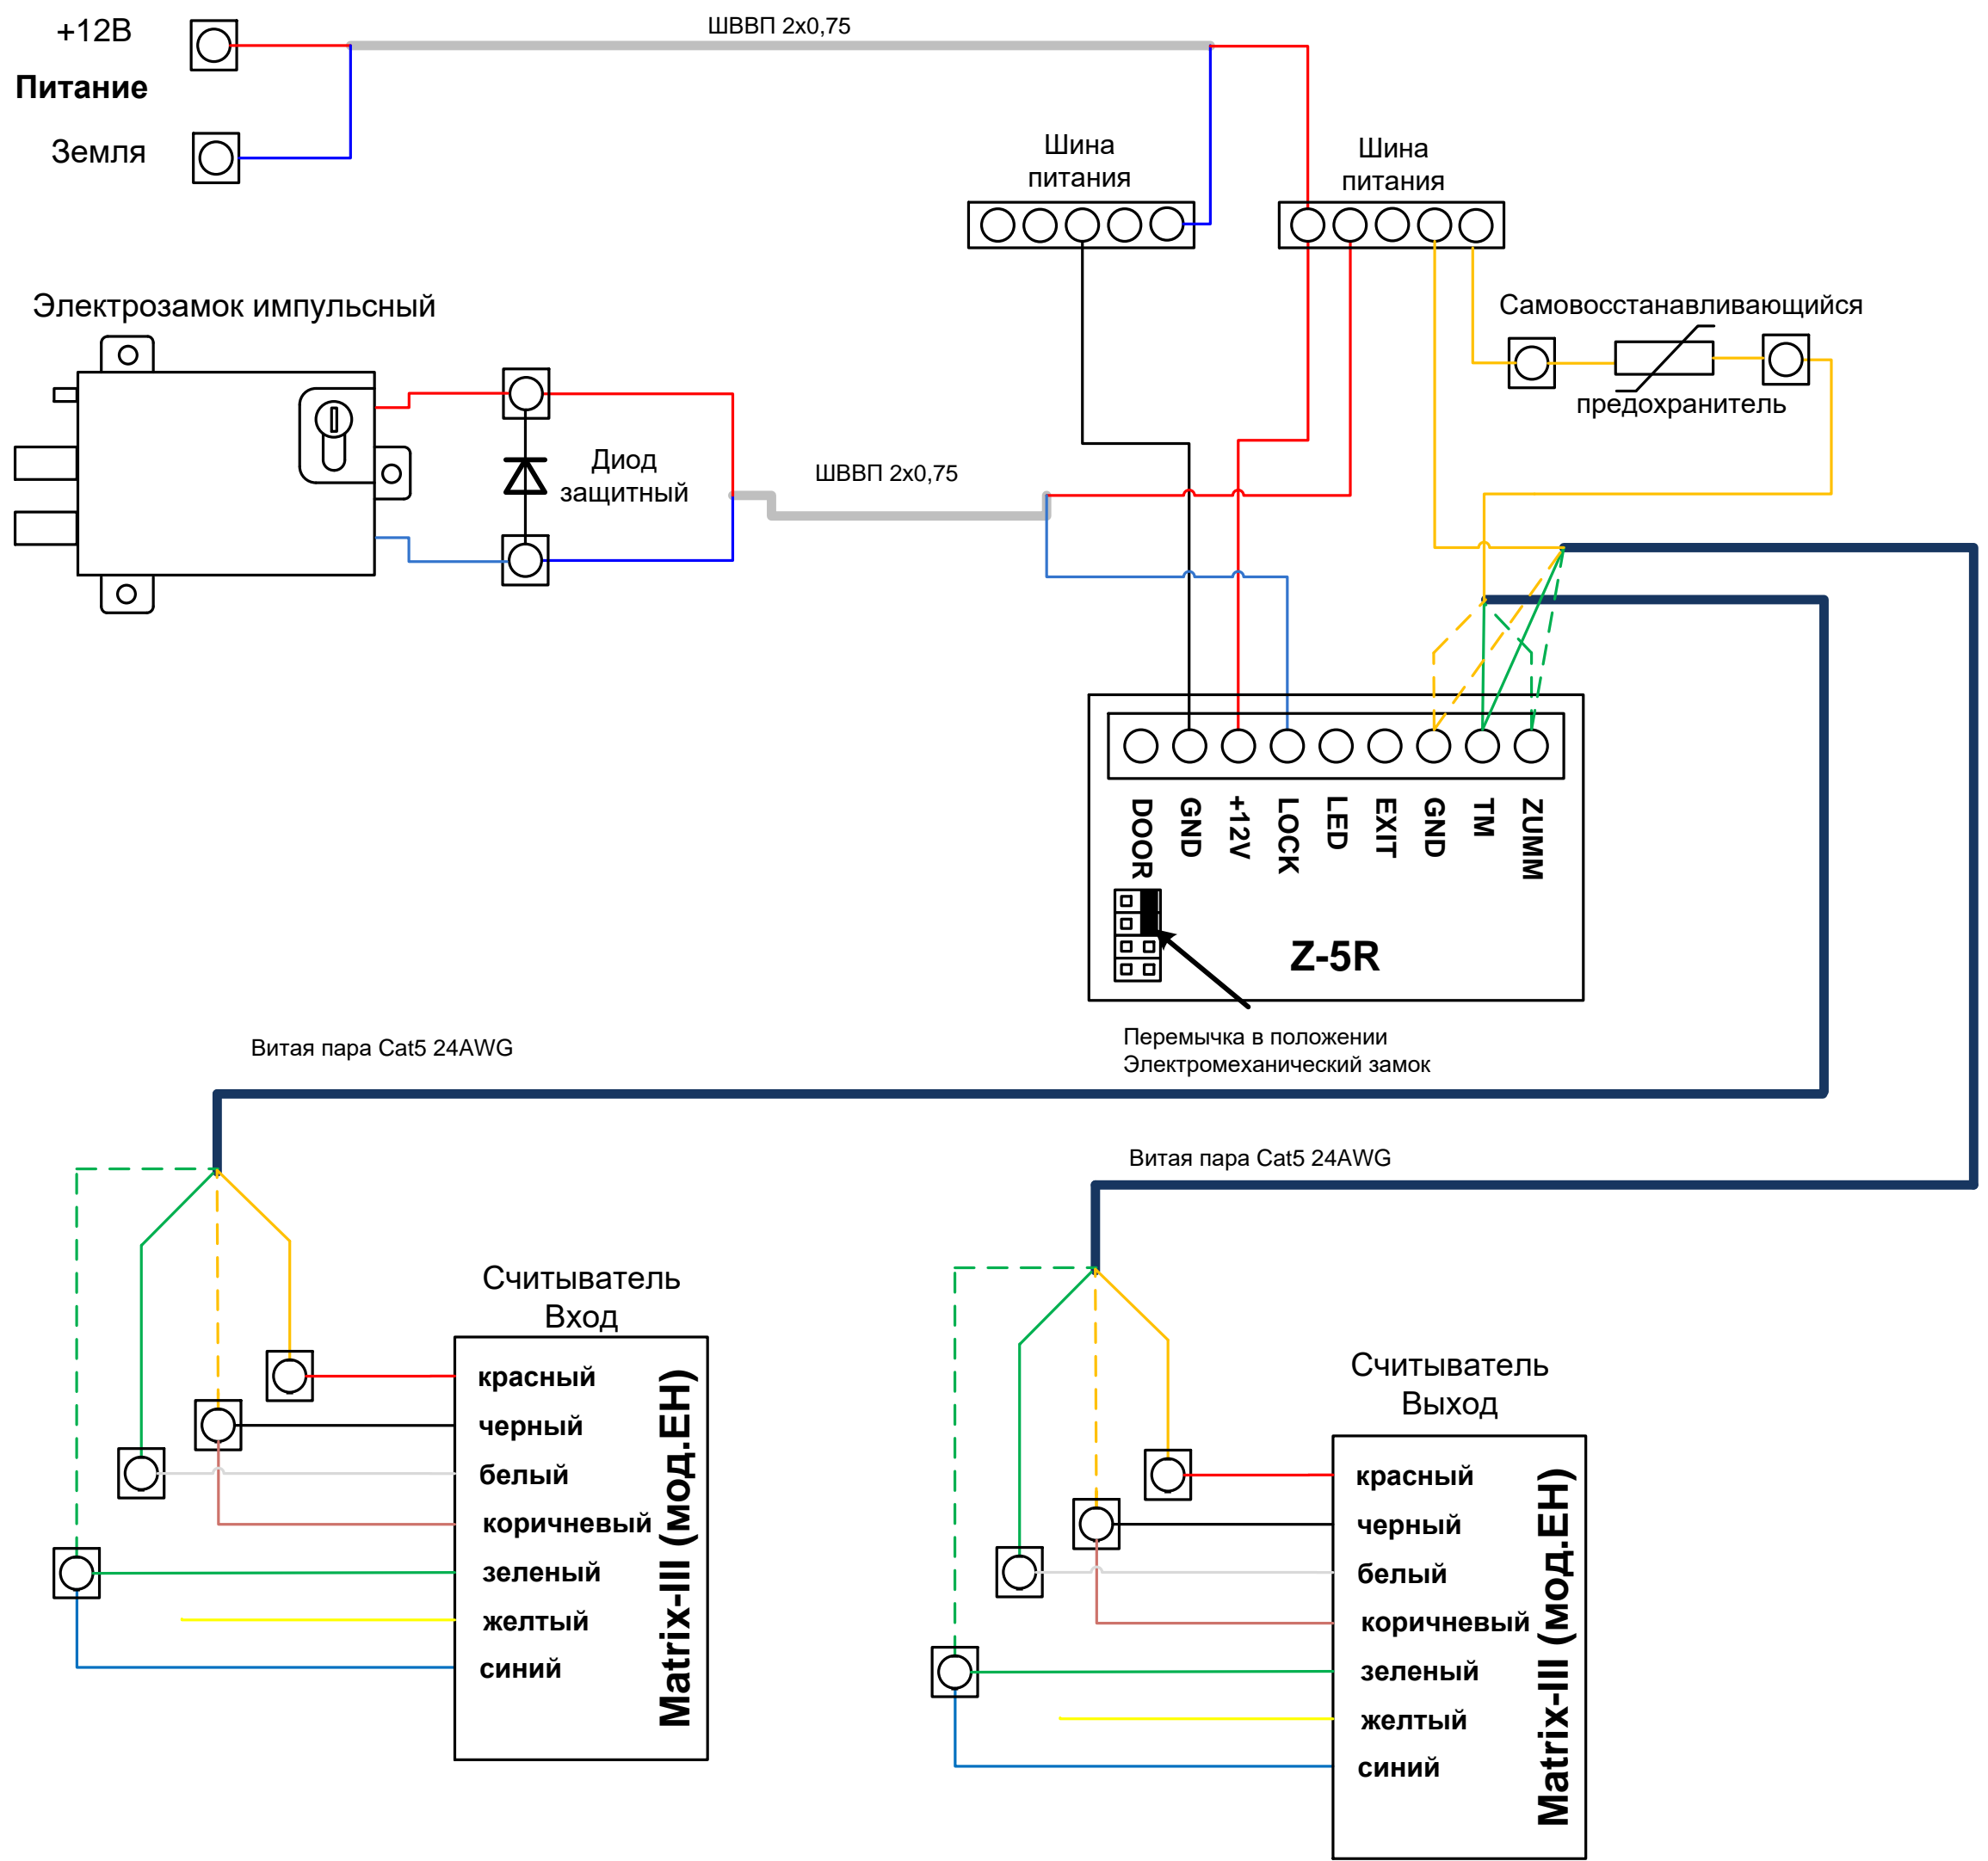 +12В
ШВВП 2х0,75
Питание
Земля
Шина
питания
Шина
питания
Электрозамок импульсный
Самовосстанавливающийся
предохранитель
Диод
защитный
ШВВП 2х0,75
DOOR
GND
+12V
LOCK
LED
EXIT
GND
TM
ZUMM
Z-5R
Перемычка в положении
Электромеханический замок
Витая пара Cat5 24AWG
Витая пара Cat5 24AWG
Считыватель
Вход
красный
черный
белый
коричневый
зеленый
желтый
синий
Matrix-III (мод.EH)
Считыватель
Выход
красный
черный
белый
коричневый
зеленый
желтый
синий
Matrix-III (мод.EH)